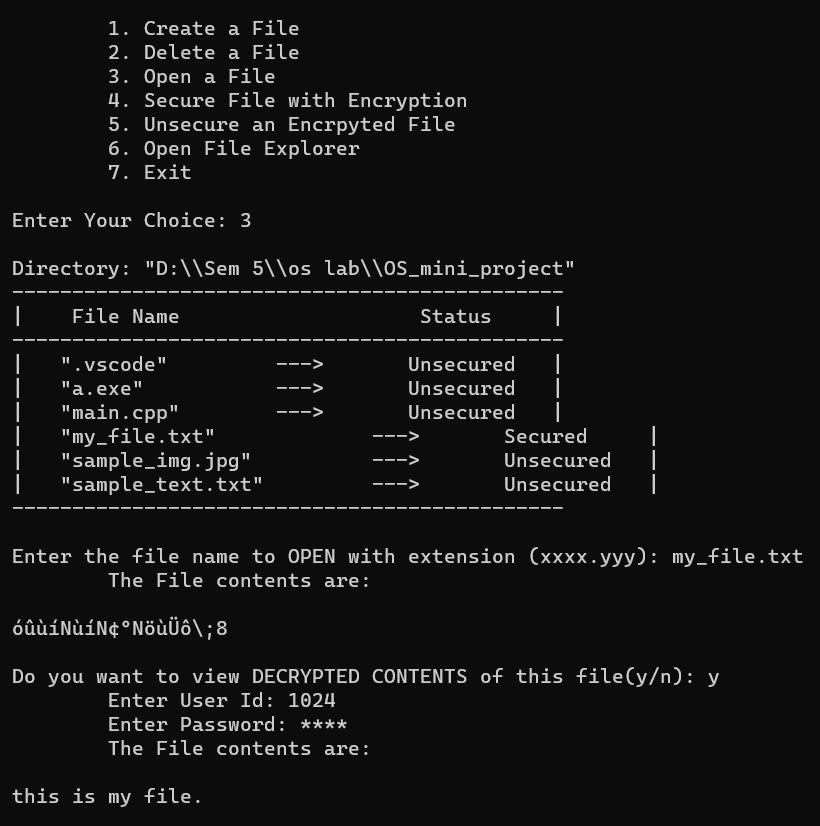 1. Create a File
2. Delete a File
3. Open a File
4. Secure File with Encryption
5. Unsecure an Encrpyted File
6. Open File Explorer
7. Exit
Enter Your Choice: 3
Directory: "D:\\Sem 5\\os lab\\OS_mini_project"
----------------------------------------------
|    File Name                    Status     |
----------------------------------------------
|   ".vscode"         --->       Unsecured   |
|   "a.exe"           --->       Unsecured   |
|   "main.cpp"        --->       Unsecured   |
|   "my_file.txt"             --->       Secured     |
|   "sample_img.jpg"          --->       Unsecured   |
|   "sample_text.txt"         --->       Unsecured   |
----------------------------------------------
Enter the file name to OPEN with extension (xxxx.yyy): my_file.txt
The File contents are:
óûùíNùíN¢°NöùÜô\;8
Do you want to view DECRYPTED CONTENTS of this file(y/n): y
Enter User Id: 1024
Enter Password: ****
The File contents are:
this is my file.